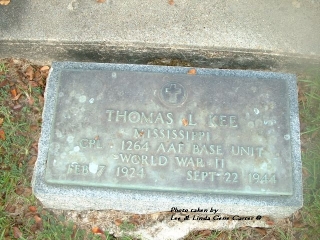 THOMAS L KEE
MISSISSIPPI
CPL 1264 AAF BASE UNIT
WORLD WAR II
FEB 7 1924 SEPT 22 1944
Photo taken by
Lee & Linda Gene Carter ©